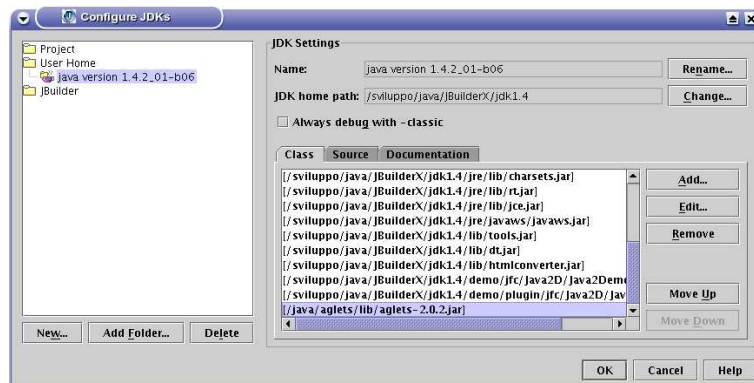 Configure JDKs
Project
User Home
java version 1.4.2_01-b06
JBuilder
New...
Add Folder...
Delete
JDK Settings
Name:
java version 1.4.2_01-b06
Rename...
JDK home path:
/sviluppo/java/JBuilderX/jdk1.4
Change...
Always debug with -classic
Class
Source
Documentation
[/sviluppo/java/JBuilderX/jdk1.4/jre/lib/charsets.jar]
[/sviluppo/java/JBuilderX/jdk1.4/jre/lib/rt.jar]
[/sviluppo/java/JBuilderX/jdk1.4/jre/lib/jce.jar]
[/sviluppo/java/JBuilderX/jdk1.4/jre/javaws/javaws.jar]
[/sviluppo/java/JBuilderX/jdk1.4/lib/tools.jar]
[/sviluppo/java/JBuilderX/jdk1.4/lib/dt.jar]
[/sviluppo/java/JBuilderX/jdk1.4/lib/htmlconverter.jar]
[/sviluppo/java/JBuilderX/jdk1.4/demo/jfc/Java2D/Java2Demo
[/sviluppo/java/JBuilderX/jdk1.4/demo/plugin/jfc/Java2D/Jav
[/java/aglets/lib/aglets-2.0.2.jar]
Add...
Edit...
Remove
Move Up
Move Down
OK
Cancel
Help